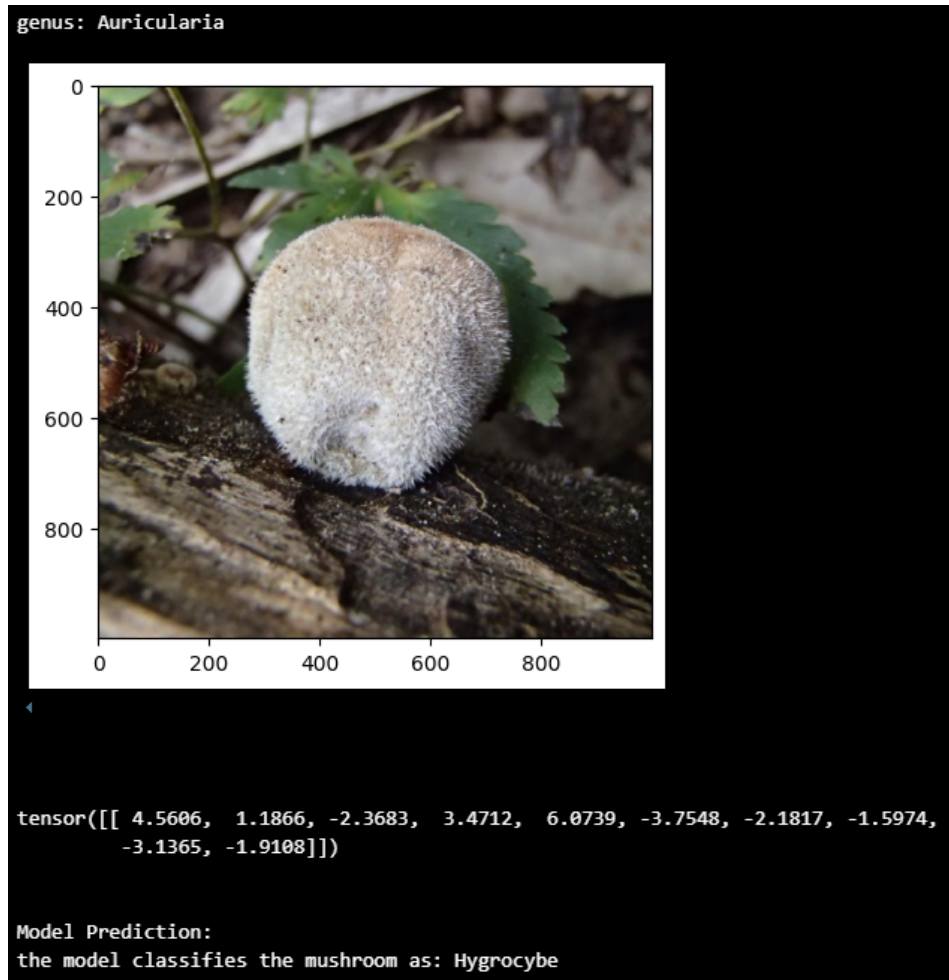 genus: Auricularia
0
200
400
600
800
0 200 400 600 800
tensor([[ 4.5606, 1.1866, -2.3683, 3.4712, 6.0739, -3.7548, -2.1817, -1.5974,
-3.1365, -1.9108]])
Model Prediction:
the model classifies the mushroom as: Hygrocybe